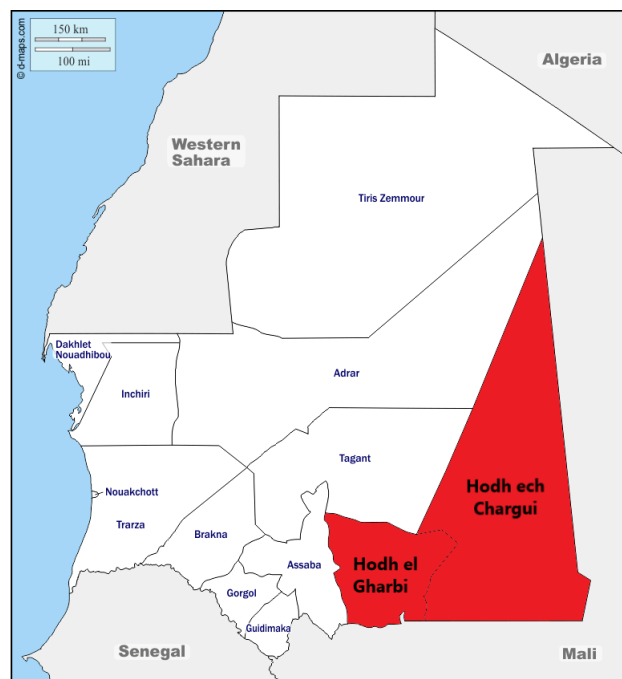 150 km
100 mi
© d-maps.com
Algeria
Western
Sahara
Tiris Zemmour
Dakhlet
Nouadhibou
Inchiri
Adrar
Tagant
Hodh ech
Chargui
Nouakchott
Trarza
Brakna
Assaba
Hodh el
Gharbi
Gorgol
Guidimaka
Senegal
Mali